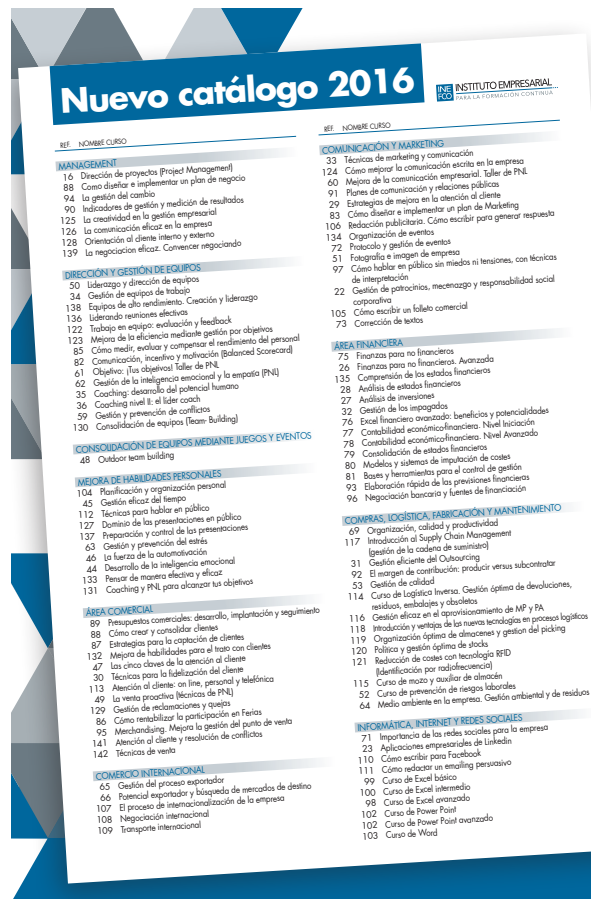 Nuevo catálogo 2016
INE
FCO
INSTITUTO EMPRESARIAL
PARA LA FORMACIÓN CONTINUA
REF. NOMBRE CURSO
MANAGEMENT
16 Dirección de proyectos (Project Management)
88 Como diseñar e implementar un plan de negocio
94 La gestión del cambio
90 Indicadores de gestión y medición de resultados
125 La creatividad en la gestión empresarial
126 La comunicación eficaz en la empresa
128 Orientación al cliente interno y externo
139 La negociacion eficaz. Convencer negociando
DIRECCIÓN Y GESTIÓN DE EQUIPOS
50 Liderazgo y dirección de equipos
34 Gestión de equipos de trabajo
138 Equipos de alto rendimiento. Creación y liderazgo
136 Liderando reuniones efectivas
122 Trabajo en equipo: evaluación y feedback
123 Mejora de la eficiencia mediante gestión por objetivos
85 Cómo medir, evaluar y compensar el rendimiento del personal
82 Comunicación, incentivo y motivación (Balanced Scorecard)
61 Objetivo: ¡Tus objetivos! Taller de PNL
62 Gestión de la inteligencia emocional y la empatía (PNL)
35 Coaching: desarrollo del potencial humano
36 Coaching nivel II: el líder coach
59 Gestión y prevención de conflictos
130 Consolidación de equipos (Team- Building)
CONSOLIDACIÓN DE EQUIPOS MEDIANTE JUEGOS Y EVENTOS
48 Outdoor team building
MEJORA DE HABILIDADES PERSONALES
104 Planificación y organización personal
45 Gestión eficaz del tiempo
112 Técnicas para hablar en público
127 Dominio de las presentaciones en público
137 Preparación y control de las presentaciones
63 Gestión y prevención del estrés
46 La fuerza de la automotivación
44 Desarrollo de la inteligencia emocional
133 Pensar de manera efectiva y eficaz
131 Coaching y PNL para alcanzar tus objetivos
ÁREA COMERCIAL
89 Presupuestos comerciales: desarrollo, implantación y seguimiento
88 Cómo crear y consolidar clientes
87 Estrategias para la captación de clientes
132 Mejora de habilidades para el trato con clientes
47 Las cinco claves de la atención al cliente
30 Técnicas para la fidelización del cliente
113 Atención al cliente: on line, personal y telefónica
49 La venta proactiva (técnicas de PNL)
129 Gestión de reclamaciones y quejas
86 Cómo rentabilizar la participación en Ferias
95 Merchandising. Mejora la gestión del punto de venta
141 Atención al cliente y resolución de conflictos
142 Técnicas de venta
COMERCIO INTERNACIONAL
65 Gestión del proceso exportador
66 Potencial exportador y búsqueda de mercados de destino
107 El proceso de internacionalización de la empresa
108 Negociación internacional
109 Transporte internacional
REF. NOMBRE CURSO
COMUNICACIÓN Y MARKETING
33 Técnicas de marketing y comunicación
124 Cómo mejorar la comunicación escrita en la empresa
60 Mejora de la comunicación empresarial. Taller de PNL
91 Planes de comunicación y relaciones públicas
29 Estrategias de mejora en la atención al cliente
83 Cómo diseñar e implementar un plan de Marketing
106 Redacción publicitaria. Cómo escribir para generar respuesta
134 Organización de eventos
72 Protocolo y gestión de eventos
51 Fotografía e imagen de empresa
97 Cómo hablar en público sin miedos ni tensiones, con técnicas
de interpretación
22 Gestión de patrocinios, mecenazgo y responsabilidad social
corporativa
105 Cómo escribir un folleto comercial
73 Corrección de textos
ÁREA FINANCIERA
75 Finanzas para no financieros
26 Finanzas para no financieros. Avanzada
135 Comprensión de los estados financieros
28 Análisis de estados financieros
27 Análisis de inversiones
32 Gestión de los impagados
76 Excel financiero avanzado: beneficios y potencialidades
77 Contabilidad económico-financiera. Nivel Iniciación
78 Contabilidad económico-financiera. Nivel Avanzado
79 Consolidación de estados financieros
80 Modelos y sistemas de imputación de costes
81 Bases y herramientas para el control de gestión
93 Elaboración rápida de las previsiones financieras
96 Negociación bancaria y fuentes de financiación
COMPRAS, LOGÍSTICA, FABRICACIÓN Y MANTENIMIENTO
69 Organización, calidad y productividad
117 Introducción al Supply Chain Management
(gestión de la cadena de suministro)
31 Gestión eficiente del Outsourcing
92 El margen de contribución: producir versus subcontratar
53 Gestión de calidad
114 Curso de Logística Inversa. Gestión óptima de devoluciones,
residuos, embalajes y obsoletos
116 Gestión eficaz en el aprovisionamiento de MP y PA
118 Introducción y ventajas de las nuevas tecnologías en procesos logísticos
119 Organización óptima de almacenes y gestion del picking
120 Política y gestión óptima de stocks
121 Reducción de costes con tecnología RFID
(Identificación por radiofrecuencia)
115 Curso de mozo y auxiliar de almacén
52 Curso de prevención de riesgos laborales
64 Medio ambiente en la empresa. Gestión ambiental y de residuos
INFORMÁTICA, INTERNET Y REDES SOCIALES
71 Importancia de las redes sociales para la empresa
23 Aplicaciones empresariales de Linkedin
110 Cómo escribir para Facebook
111 Cómo redactar un emailing persuasivo
99 Curso de Excel básico
100 Curso de Excel intermedio
98 Curso de Excel avanzado
102 Curso de Power Point
102 Curso de Power Point avanzado
103 Curso de Word